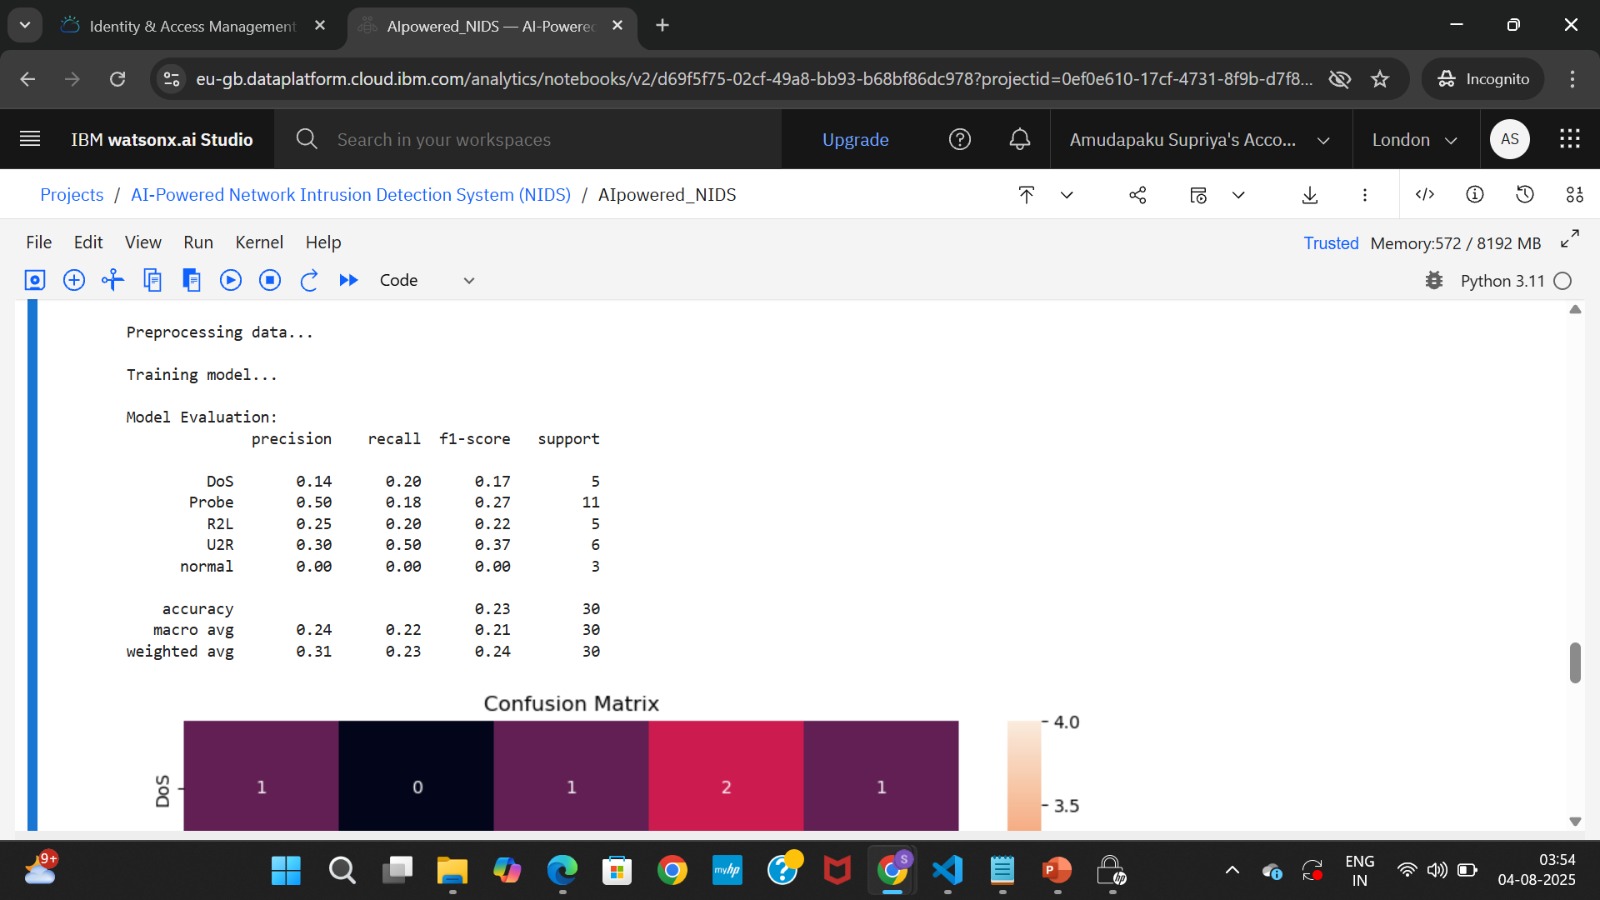 Identity & Access Management
AIpowered_NIDS — AI-Powered
eu-gb.dataplatform.cloud.ibm.com/analytics/notebooks/v2/d69f5f75-02cf-49a8-bb93-b68bf86dc978?projectid=0ef0e610-17cf-4731-8f9b-d7f8... Incognito
IBM watsonx.ai Studio Search in your workspaces Upgrade Amudapaku Supriya's Acco... London AS
Projects / AI-Powered Network Intrusion Detection System (NIDS) / AIpowered_NIDS
File Edit View Run Kernel Help Trusted Memory:572 / 8192 MB
Code Python 3.11
Preprocessing data...
Training model...
Model Evaluation:
precision recall f1-score support
DoS 0.14 0.20 0.17 5
Probe 0.50 0.18 0.27 11
R2L 0.25 0.20 0.22 5
U2R 0.30 0.50 0.37 6
normal 0.00 0.00 0.00 3
accuracy 0.23 30
macro avg 0.24 0.22 0.21 30
weighted avg 0.31 0.23 0.24 30
Confusion Matrix
4.0
DoS 1 0 1 2 1
3.5
9+ myhp S P hp ENG IN 03:54
04-08-2025